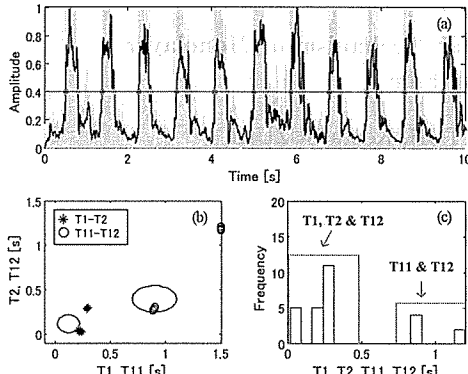 (a)
Amplitude
1
0.8
0.6
0.4
0.2
0
0 2 4 6 8 10
Time [s]
(b)
T1-T2
T11-T12
T2, T12 [s]
1.5
1
0.5
0
0 0.5 1 1.5
T1, T11 [s]
(c)
T1, T2 & T12
T11 & T12
Frequency
20
15
10
5
0
0 0.5 1
T1, T2, T11, T12 [s]